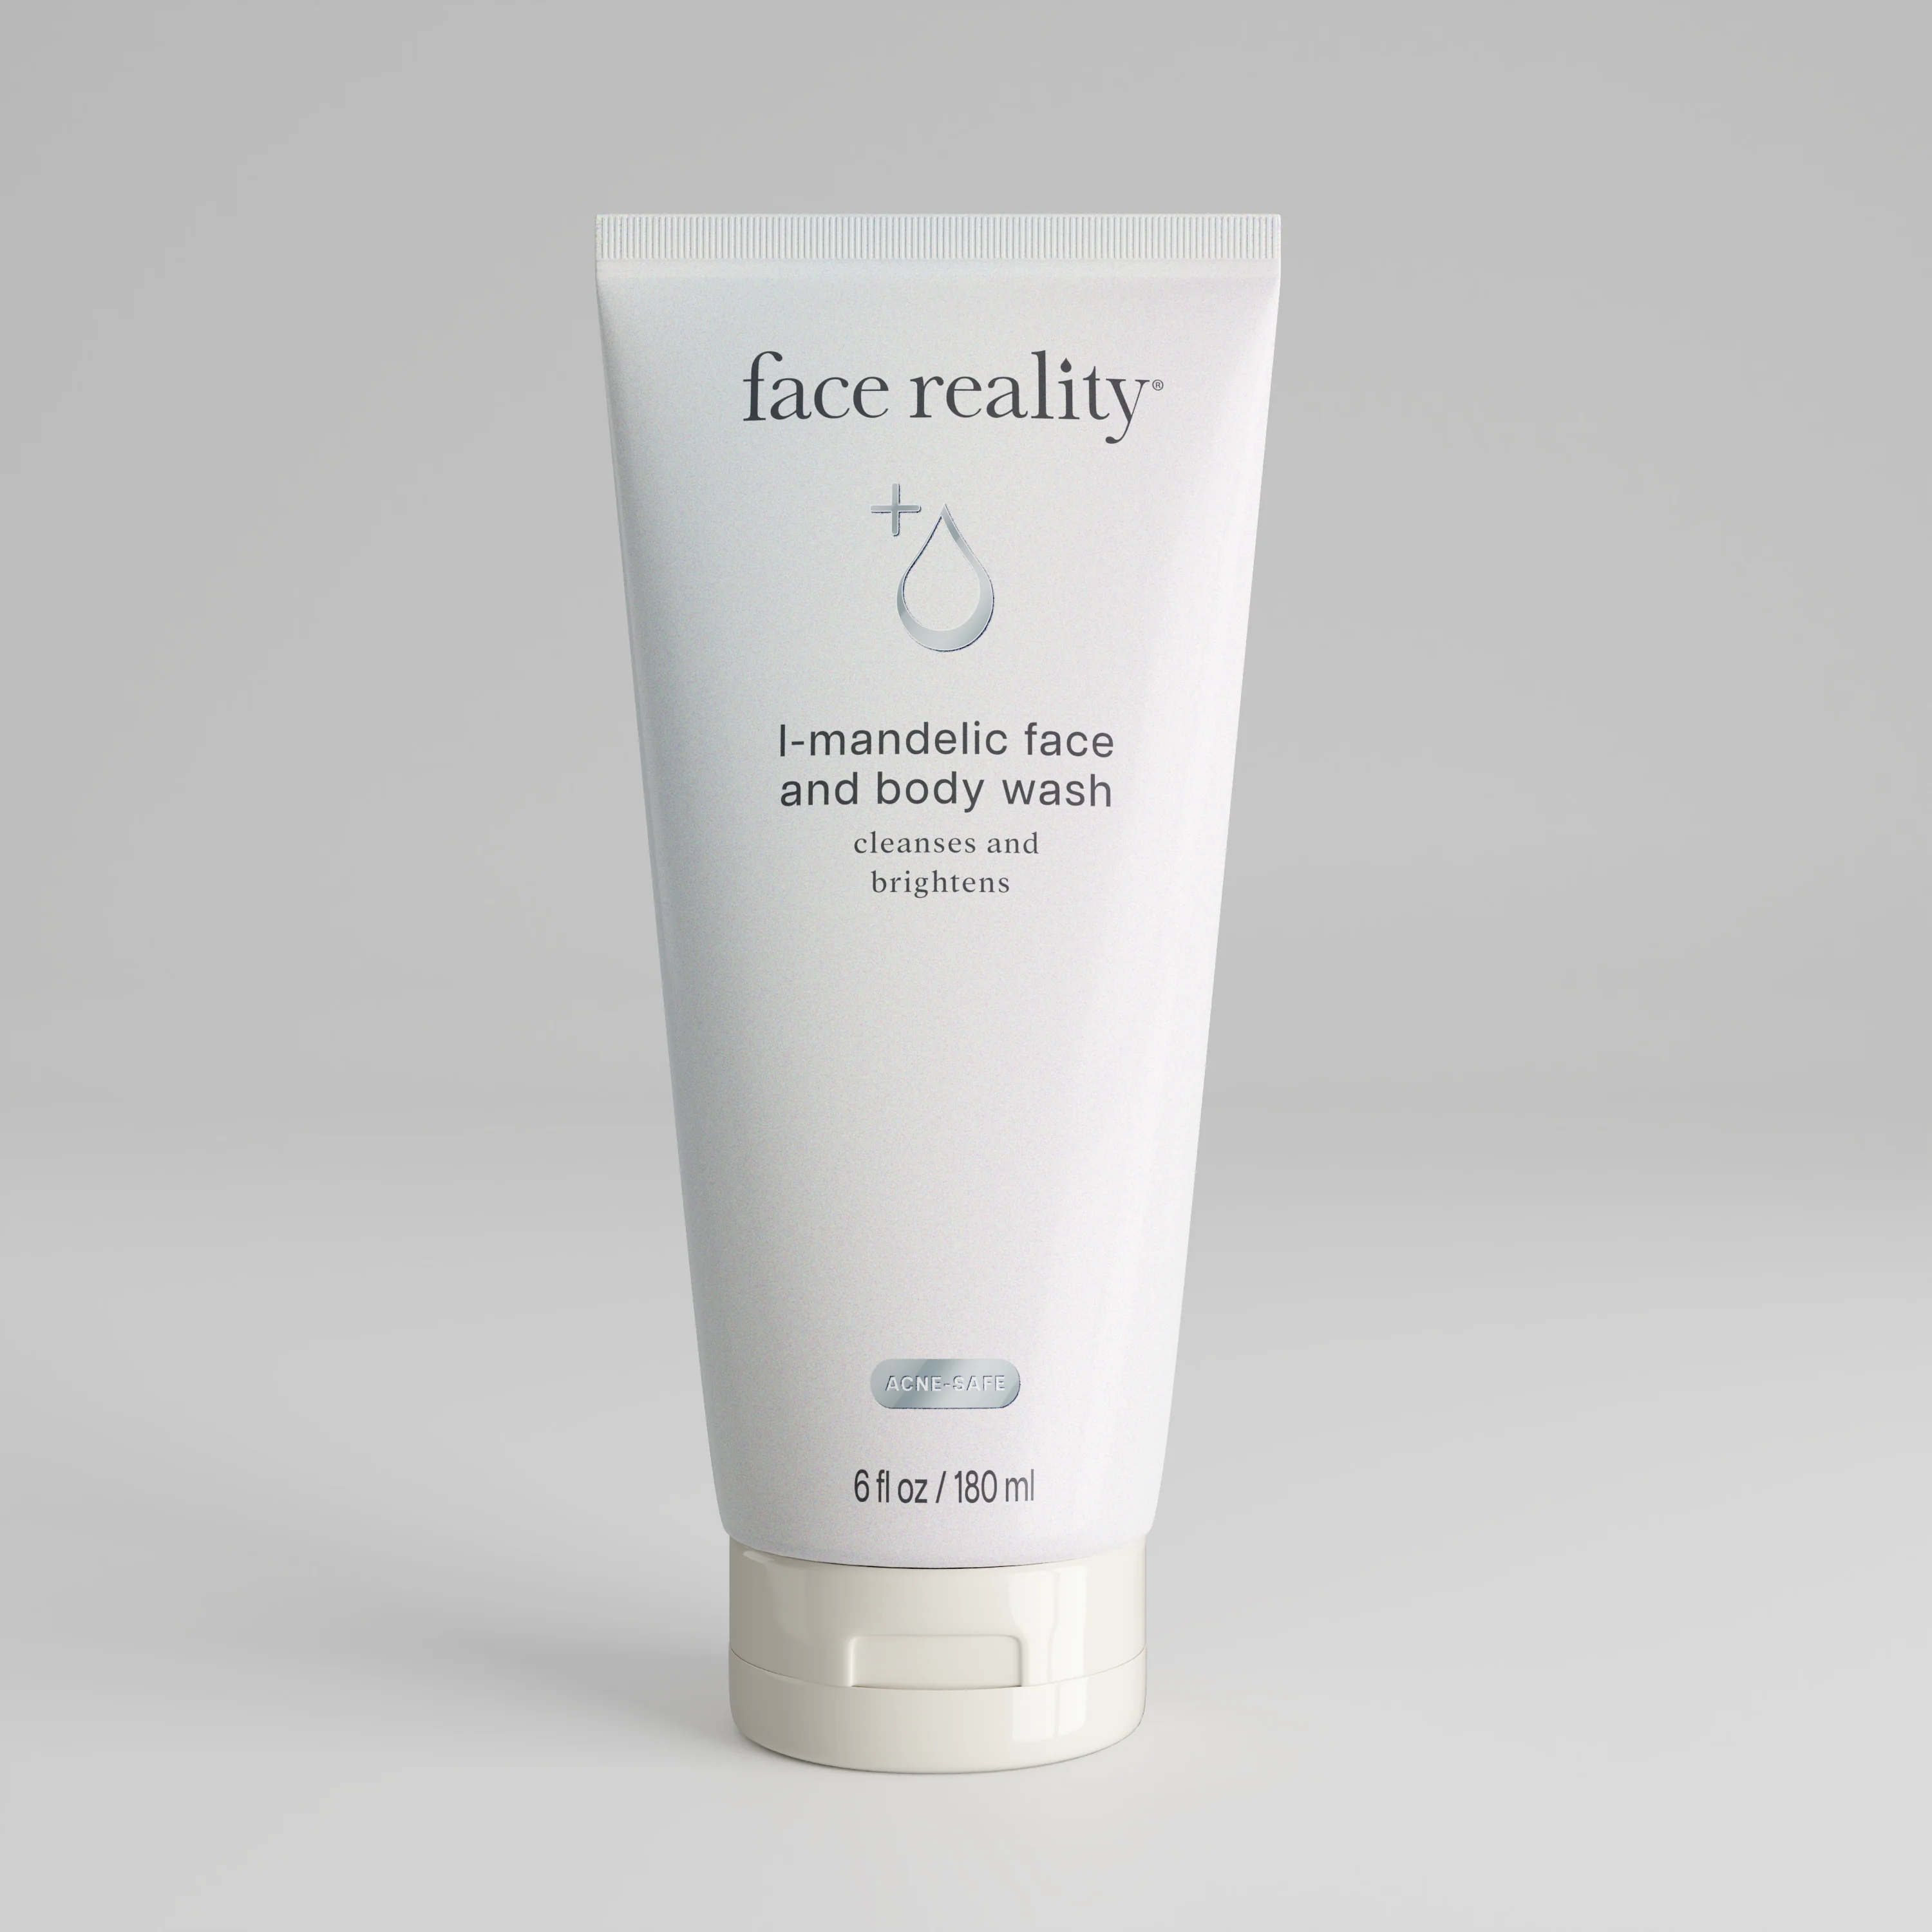 face reality®
l-mandelic face
and body wash
cleanses and
brightens
ACNE-SAFE
6 fl oz / 180 ml